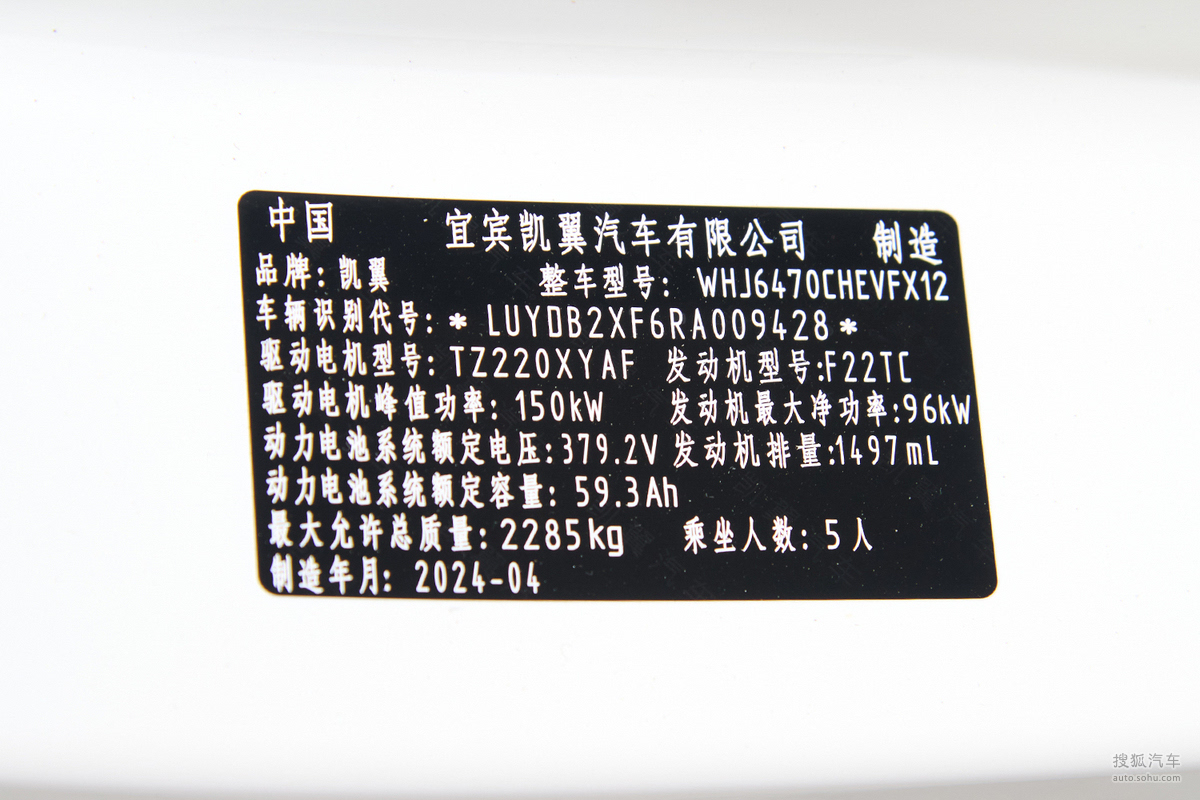 中国 宜宾凯翼汽车有限公司 制造
品牌: 凯翼 整车型号: WHJ6470CHEVFX12
车辆识别代号: * LUYDB2XF6RA009428 *
驱动电机型号: TZ220XYAF 发动机型号:F22TC
驱动电机峰值功率: 150kW 发动机最大净功率:96kW
动力电池系统额定电压:379.2V 发动机排量:1497mL
动力电池系统额定容量: 59.3Ah
最大允许总质量: 2285kg 乘坐人数: 5人
制造年月: 2024-04
搜狐汽车
auto.sohu.com